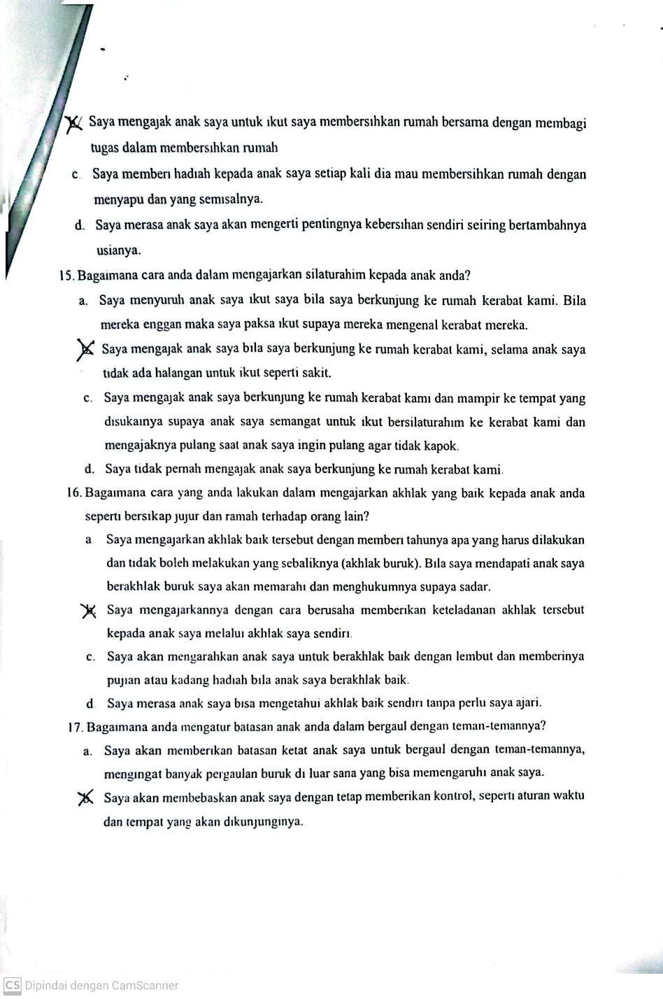 b. Saya mengajak anak saya untuk ikut saya membersihkan rumah bersama dengan membagi
tugas dalam membersihkan rumah
c. Saya memberi hadiah kepada anak saya setiap kali dia mau membersihkan rumah dengan
menyapu dan yang semisalnya.
d. Saya merasa anak saya akan mengerti pentingnya kebersihan sendiri seiring bertambahnya
usianya.
15. Bagaimana cara anda dalam mengajarkan silaturahim kepada anak anda?
a. Saya menyuruh anak saya ikut saya bila saya berkunjung ke rumah kerabat kami. Bila
mereka enggan maka saya paksa ikut supaya mereka mengenal kerabat mereka.
b. Saya mengajak anak saya bila saya berkunjung ke rumah kerabat kami, selama anak saya
tidak ada halangan untuk ikut seperti sakit.
c. Saya mengajak anak saya berkunjung ke rumah kerabat kami dan mampir ke tempat yang
disukainya supaya anak saya semangat untuk ikut bersilaturahim ke kerabat kami dan
mengajaknya pulang saat anak saya ingin pulang agar tidak kapok.
d. Saya tidak pernah mengajak anak saya berkunjung ke rumah kerabat kami.
16. Bagaimana cara yang anda lakukan dalam mengajarkan akhlak yang baik kepada anak anda
seperti bersikap jujur dan ramah terhadap orang lain?
a Saya mengajarkan akhlak baik tersebut dengan memberi tahunya apa yang harus dilakukan
dan tidak boleh melakukan yang sebaliknya (akhlak buruk). Bila saya mendapati anak saya
berakhlak buruk saya akan memarahi dan menghukumnya supaya sadar.
b. Saya mengajarkannya dengan cara berusaha memberikan keteladanan akhlak tersebut
kepada anak saya melalui akhlak saya sendiri.
c. Saya akan mengarahkan anak saya untuk berakhlak baik dengan lembut dan memberinya
pujian atau kadang hadiah bila anak saya berakhlak baik.
d. Saya merasa anak saya bisa mengetahui akhlak baik sendiri tanpa perlu saya ajari.
17. Bagaimana anda mengatur batasan anak anda dalam bergaul dengan teman-temannya?
a. Saya akan memberikan batasan ketat anak saya untuk bergaul dengan teman-temannya,
mengingat banyak pergaulan buruk di luar sana yang bisa memengaruhi anak saya.
b. Saya akan membebaskan anak saya dengan tetap memberikan kontrol, seperti aturan waktu
dan tempat yang akan dikunjunginya.
CS Dipindai dengan CamScanner